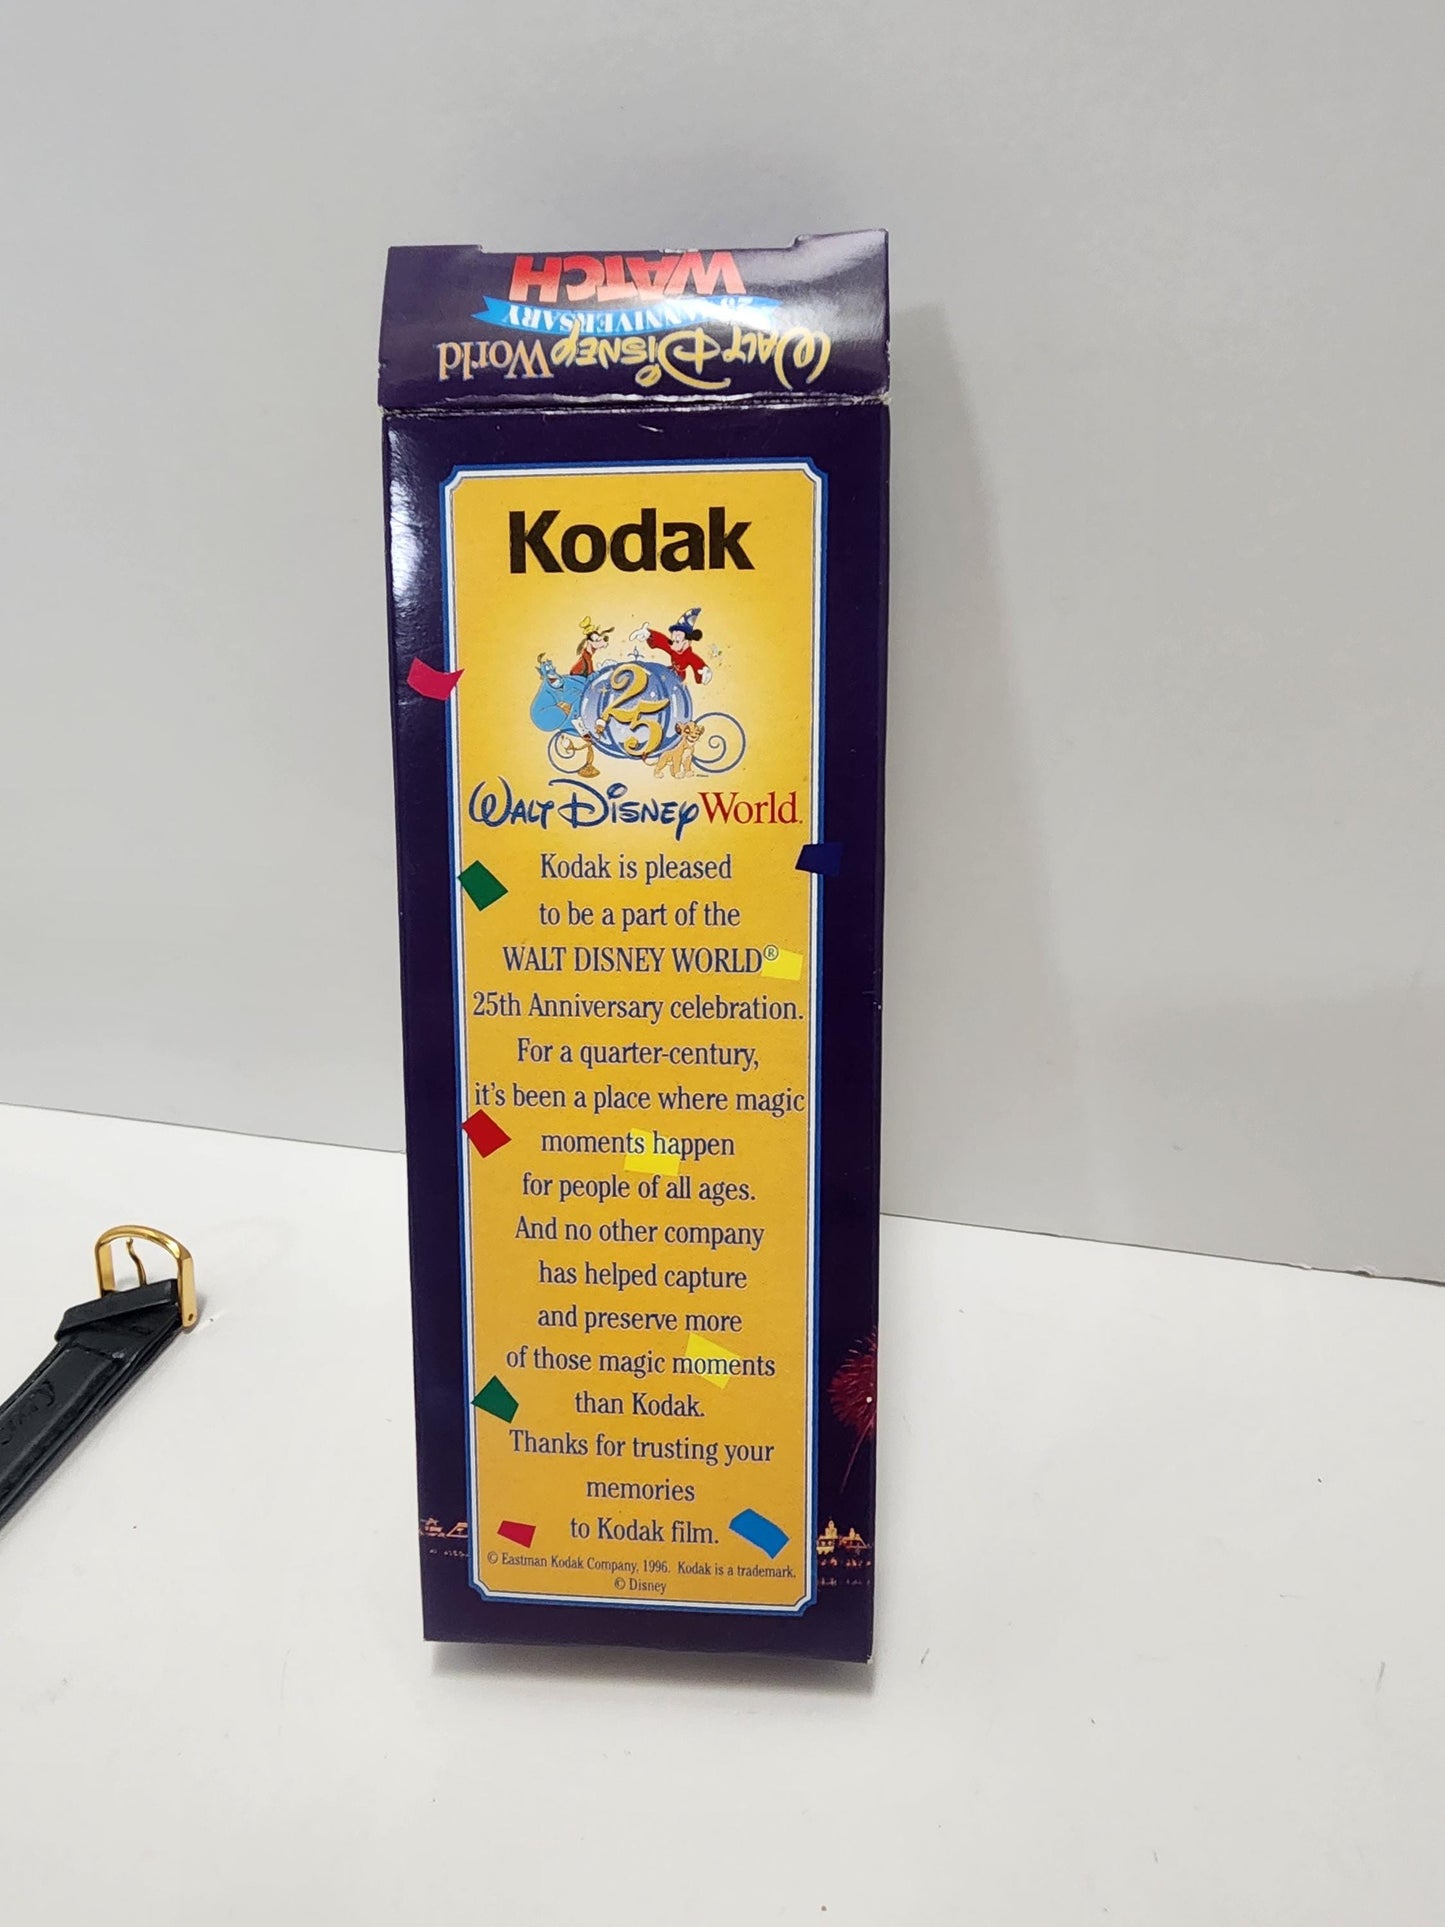 WALT DISNEY World
25th ANNIVERSARY
WATCH
Kodak
25
WALT DISNEY World.
Kodak is pleased
to be a part of the
WALT DISNEY WORLD®
25th Anniversary celebration.
For a quarter-century,
it's been a place where magic
moments happen
for people of all ages.
And no other company
has helped capture
and preserve more
of those magic moments
than Kodak.
Thanks for trusting your
memories
to Kodak film.
© Eastman Kodak Company, 1996. Kodak is a trademark.
© Disney